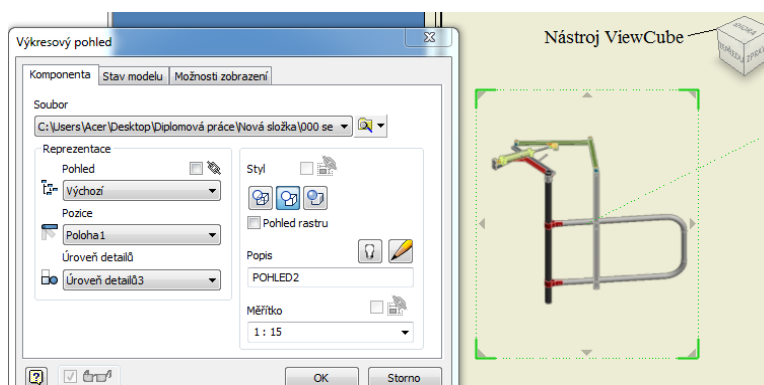 Výkresový pohled
Nástroj ViewCube
Komponenta Stav modelu Možnosti zobrazení
Soubor
C:\Users\Acer\Desktop\Diplomová práce\Nová složka\000 se
Reprezentace
Pohled
Výchozí
Pozice
Poloha1
Úroveň detailů
Úroveň detailů3
Styl
Pohled rastru
Popis
POHLED2
Měřítko
1 : 15
OK Storno